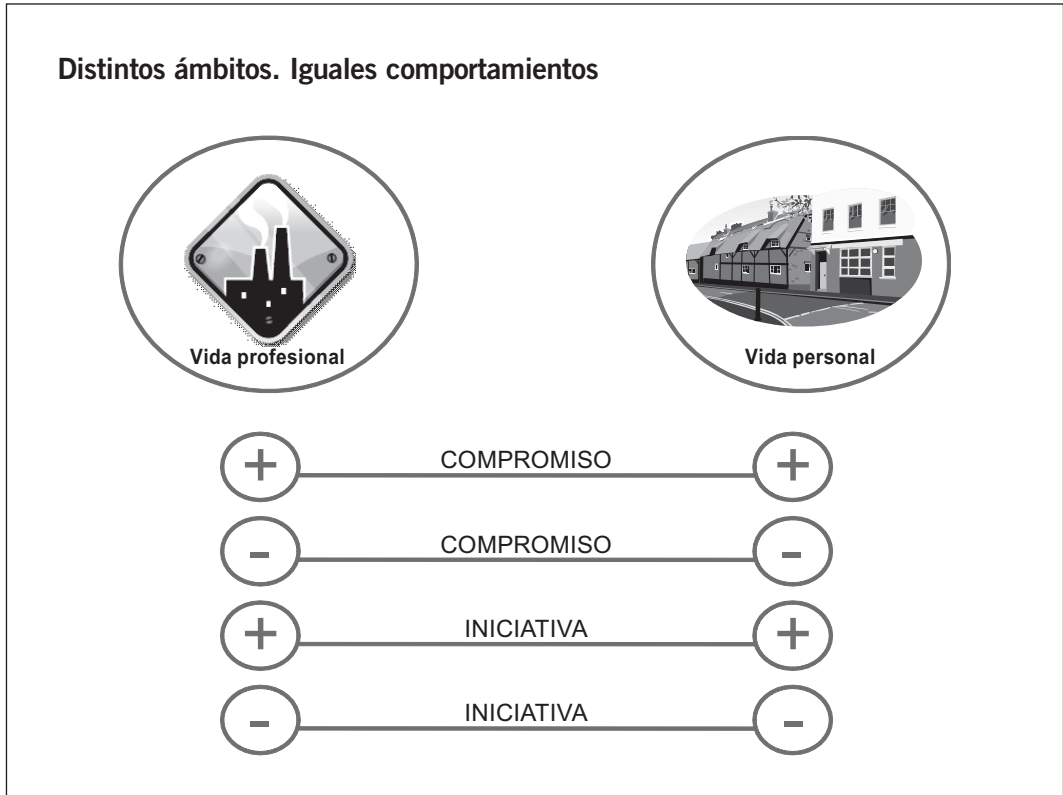 Distintos ámbitos. Iguales comportamientos
Vida profesional
Vida personal
+ COMPROMISO +
- COMPROMISO -
+ INICIATIVA +
- INICIATIVA -